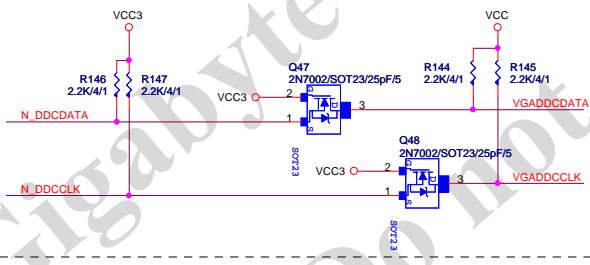 VCC3
VCC
R146
2.2K/4/1
R147
2.2K/4/1
Q47
2N7002/SOT23/25pF/5
R144
2.2K/4/1
R145
2.2K/4/1
VCC3
2
G
D
3
N_DDCDATA
1
S
VGADDCDATA
SOT23
Q48
2N7002/SOT23/25pF/5
VCC3
2
G
D
3
N_DDCCLK
1
S
VGADDCCLK
SOT23
Gigabyte
Do not